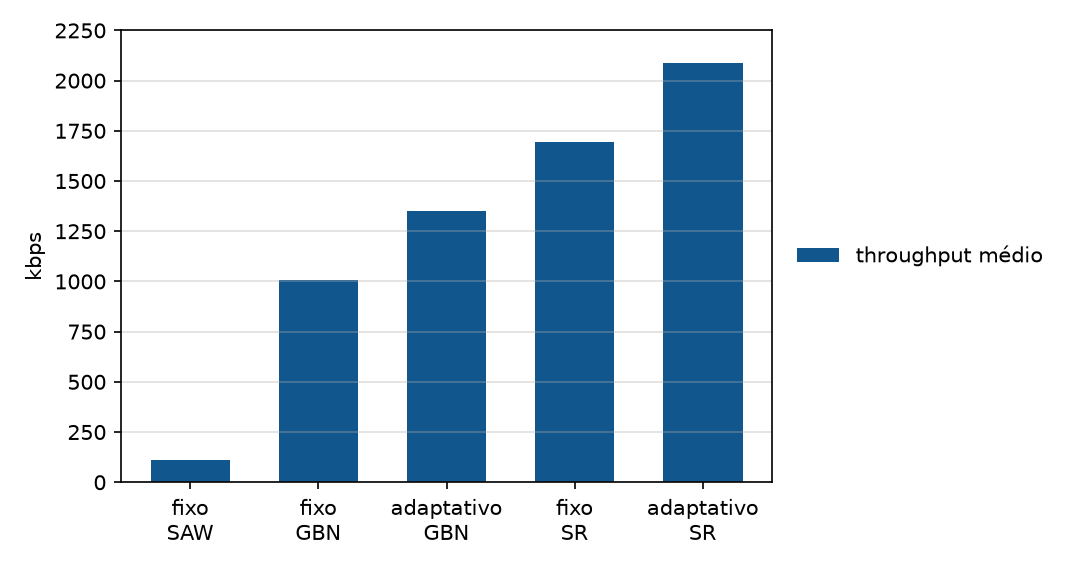 2250
2000
1750
1500
1250
1000
750
500
250
0
kbps
fixo
SAW
fixo
GBN
adaptativo
GBN
fixo
SR
adaptativo
SR
throughput médio